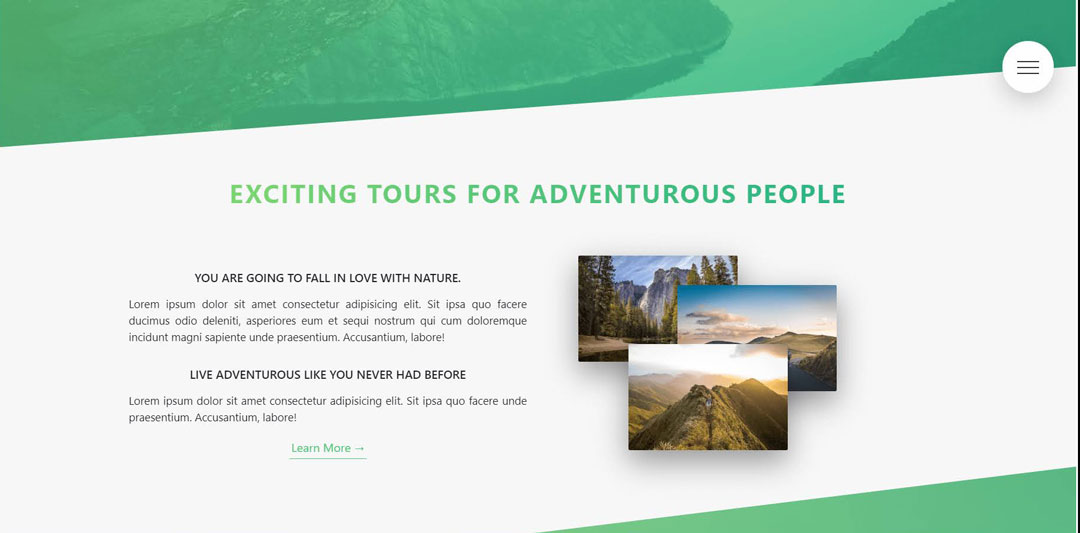 EXCITING TOURS FOR ADVENTUROUS PEOPLE
YOU ARE GOING TO FALL IN LOVE WITH NATURE.
Lorem ipsum dolor sit amet consectetur adipisicing elit. Sit ipsa quo facere
ducimus odio deleniti, asperiores eum et sequi nostrum qui cum doloremque
incidunt magni sapiente unde praesentium. Accusantium, labore!
LIVE ADVENTUROUS LIKE YOU NEVER HAD BEFORE
Lorem ipsum dolor sit amet consectetur adipisicing elit. Sit ipsa quo facere unde
praesentium. Accusantium, labore!
Learn More →